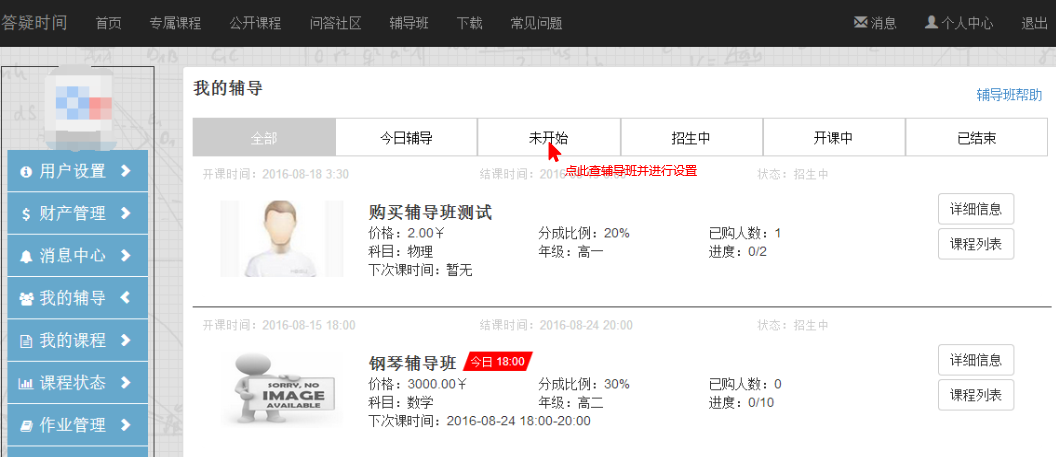 答疑时间 首页 专属课程 公开课程 问答社区 辅导班 下载 常见问题 消息 个人中心 退出
我的辅导
辅导班帮助
全部 今日辅导 未开始 招生中 开课中 已结束
点此查辅导班并进行设置
开课时间：2016-08-18 3:30 结课时间：2016-08 状态：招生中
购买辅导班测试
价格：2.00￥ 分成比例：20% 已购人数：1
科目：物理 年级：高一 进度：0/2
下次课时间：暂无
详细信息
课程列表
开课时间：2016-08-15 18:00 结课时间：2016-08-24 20:00 状态：招生中
钢琴辅导班 今日 18:00
价格：3000.00￥ 分成比例：30% 已购人数：0
科目：数学 年级：高二 进度：0/10
下次课时间：2016-08-24 18:00-20:00
详细信息
课程列表
SORRY, NO
IMAGE
AVAILABLE
用户设置
财产管理
消息中心
我的辅导
我的课程
课程状态
作业管理